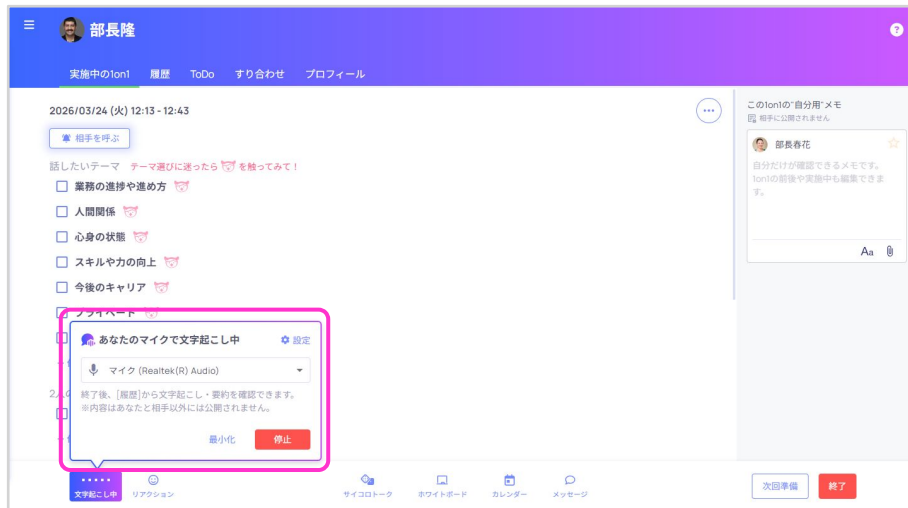 部長隆
?
実施中の1on1 履歴 ToDo すり合わせ プロフィール
2026/03/24 (火) 12:13 - 12:43
相手を呼ぶ
話したいテーマ テーマ選びに迷ったら を触ってみて！
業務の進捗や進め方
人間関係
心身の状態
スキルや力の向上
今後のキャリア
プライベート
あなたのマイクで文字起こし中 設定
マイク (Realtek(R) Audio)
終了後、[履歴]から文字起こし・要約を確認できます。
※内容はあなたと相手以外には公開されません。
最小化 停止
この1on1の"自分用"メモ
相手に公開されません
部長春花
自分だけが確認できるメモです。
1on1の前後や実施中も編集できま
す。
Aa
文字起こし中 リアクション サイコロトーク ホワイトボード カレンダー メッセージ 次回準備 終了